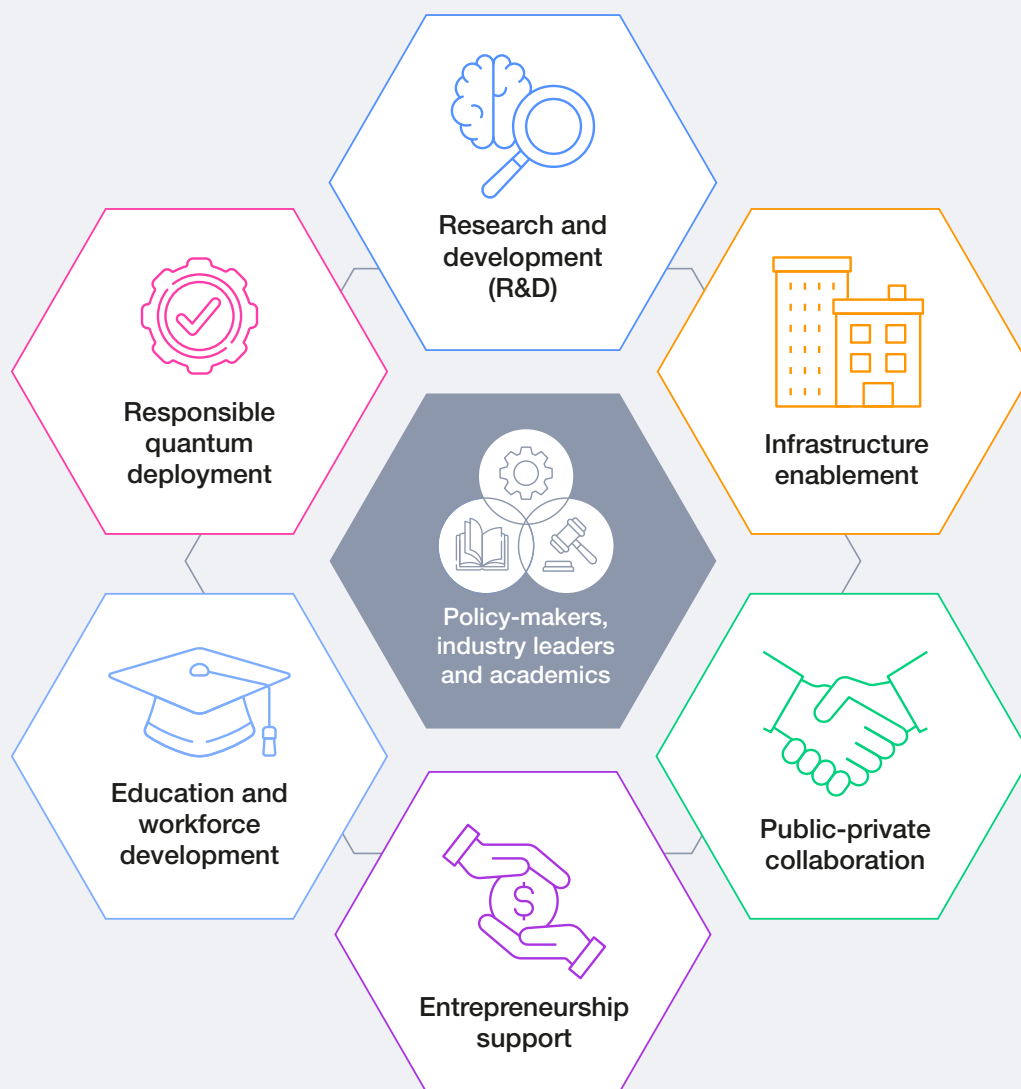 Research and
development
(R&D)
Responsible
quantum
deployment
Infrastructure
enablement
Policy-makers,
industry leaders
and academics
Education and
workforce
development
Public-private
collaboration
$
Entrepreneurship
support